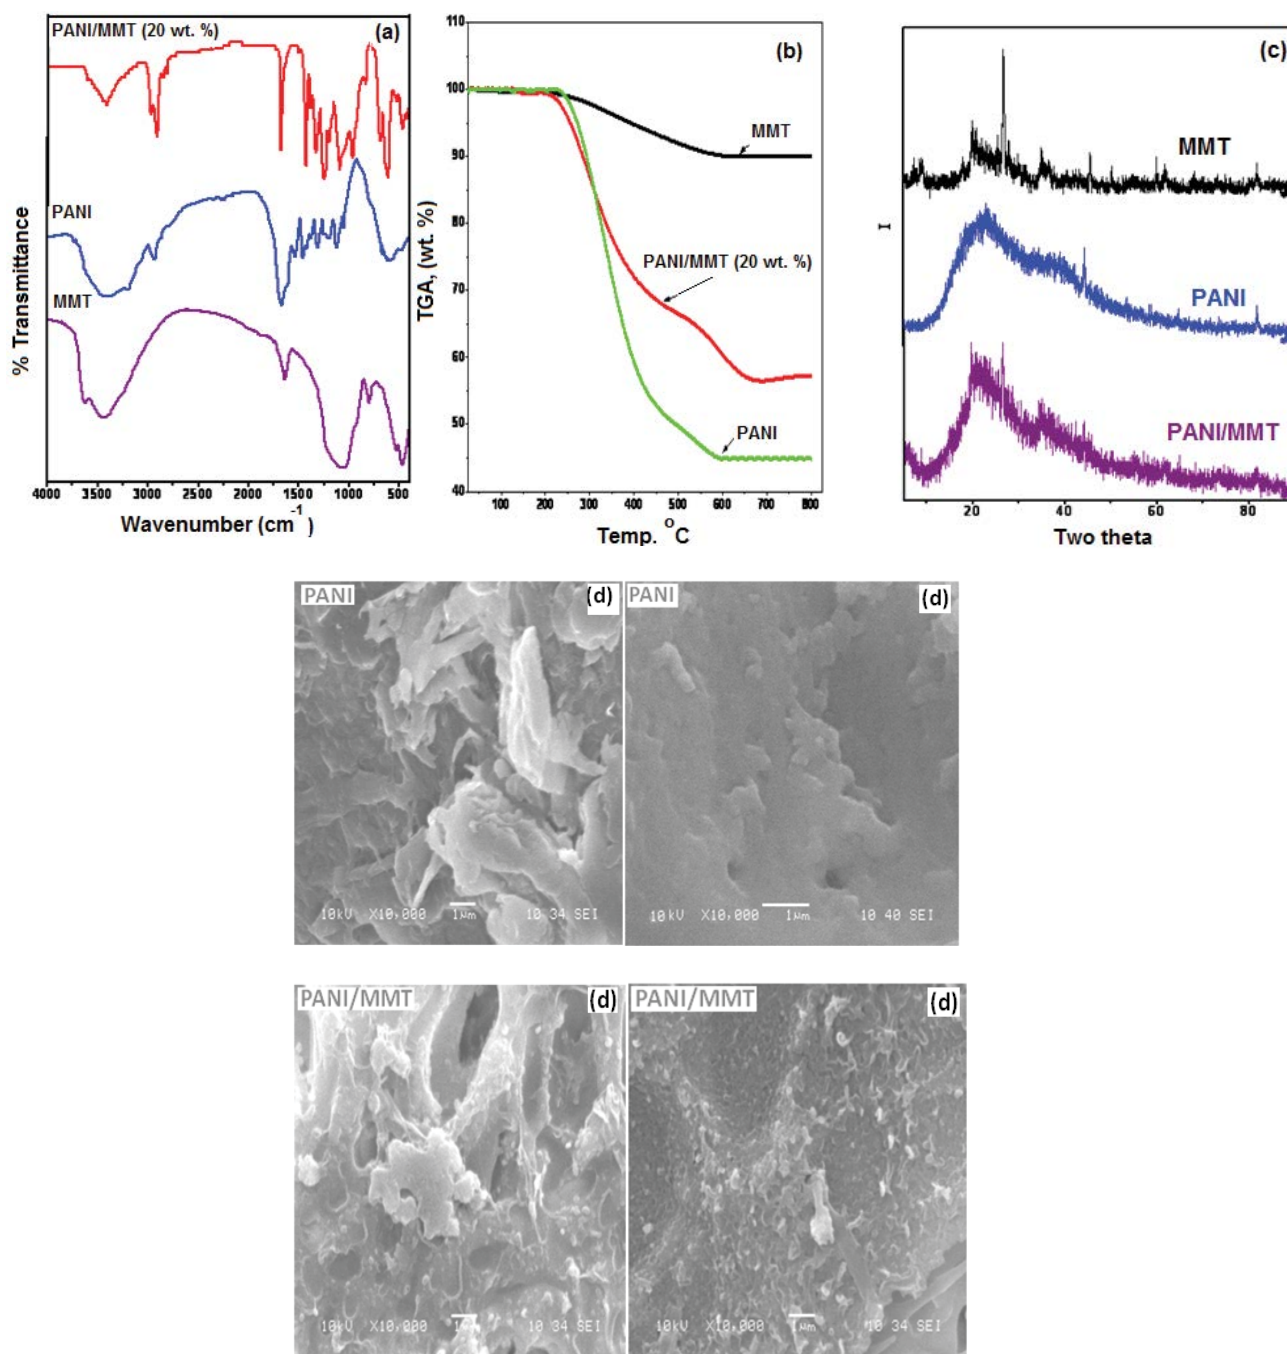 PANI/MMT (20 wt. %)
(a)
PANI
MMT
% Transmittance
4000 3500 3000 2500 2000 1500 1000 500
Wavenumber (cm⁻¹)
110
100
90
80
70
60
50
40
(b)
MMT
PANI/MMT (20 wt. %)
PANI
TGA, (wt. %)
100 200 300 400 500 600 700 800
Temp. °C
(c)
MMT
I
PANI
PANI/MMT
20 40 60 80
Two theta
PANI (d)
10kV X10,000 1μm 10 34 SEI
PANI (d)
10kV X10,000 1μm 10 40 SEI
PANI/MMT (d)
10kV X10,000 1μm 10 34 SEI
PANI/MMT (d)
10kV X10,000 1μm 10 34 SEI